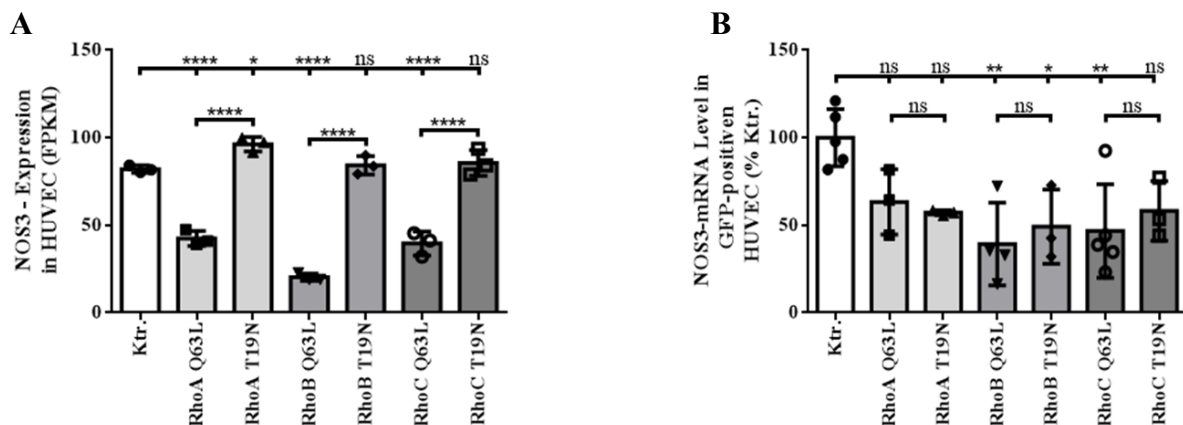 A
NOS3 - Expression
in HUVEC (FPKM)
150
100
50
0
**** * **** ns **** ns
**** **** ****
Ktr.
RhoA Q63L
RhoA T19N
RhoB Q63L
RhoB T19N
RhoC Q63L
RhoC T19N
B
NOS3-mRNA Level in
GFP-positiven
HUVEC (% Ktr.)
150
100
50
0
ns ns ** * ** ns
ns ns ns
Ktr.
RhoA Q63L
RhoA T19N
RhoB Q63L
RhoB T19N
RhoC Q63L
RhoC T19N